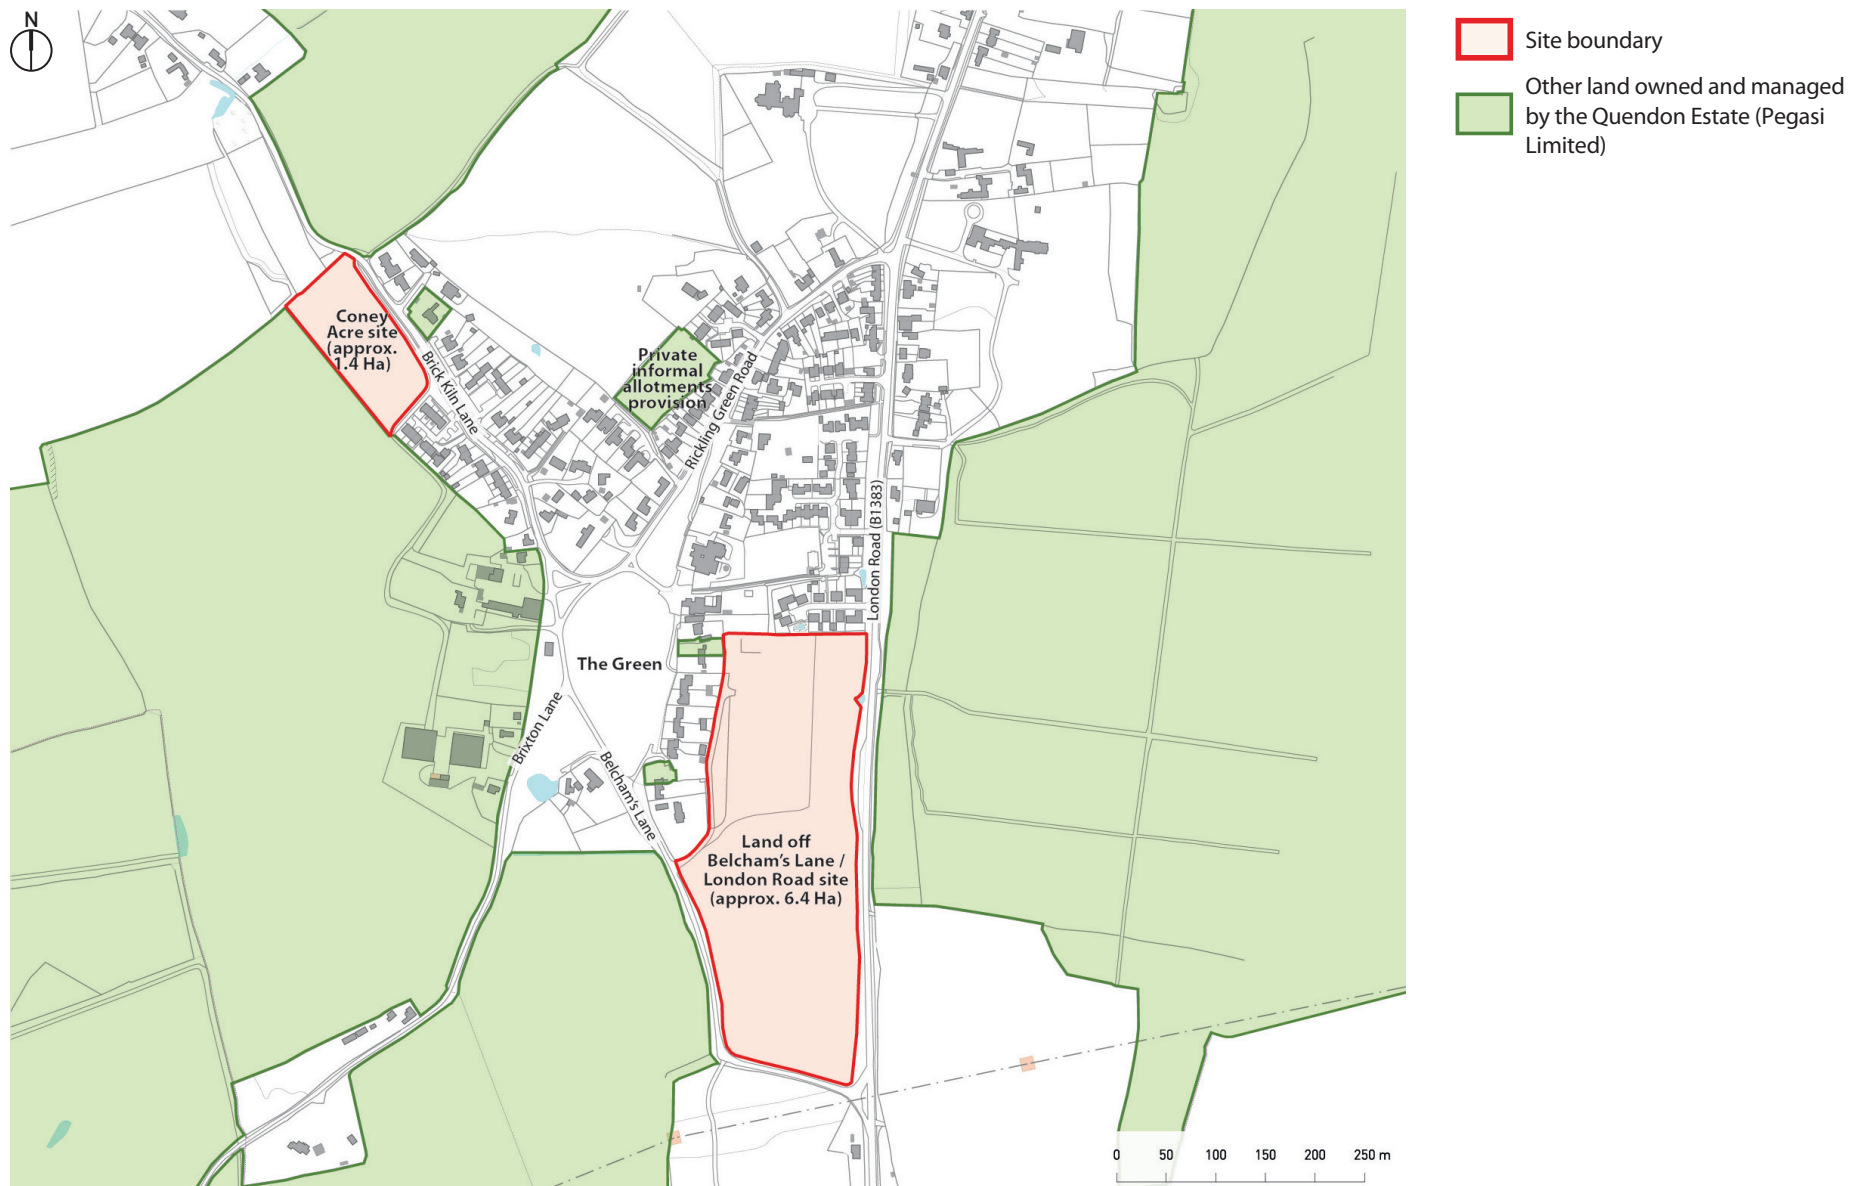 N
Site boundary
Other land owned and managed
by the Quendon Estate (Pegasi
Limited)
Coney
Acre site
(approx.
1.4 Ha)
Brick Kiln Lane
Private
informal
allotments
provision
Rickling Green Road
London Road (B1383)
The Green
Brixton Lane
Belcham's Lane
Land off
Belcham's Lane /
London Road site
(approx. 6.4 Ha)
0 50 100 150 200 250 m